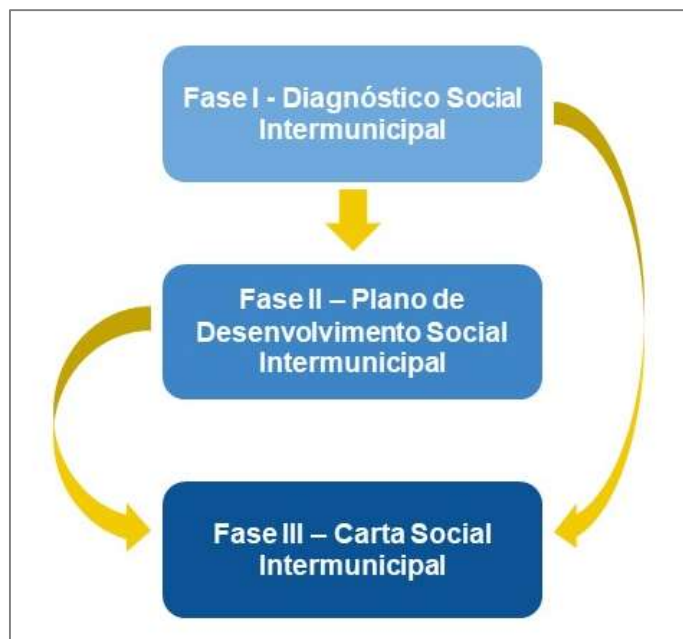 Fase I - Diagnóstico Social
Intermunicipal
Fase II – Plano de
Desenvolvimento Social
Intermunicipal
Fase III – Carta Social
Intermunicipal